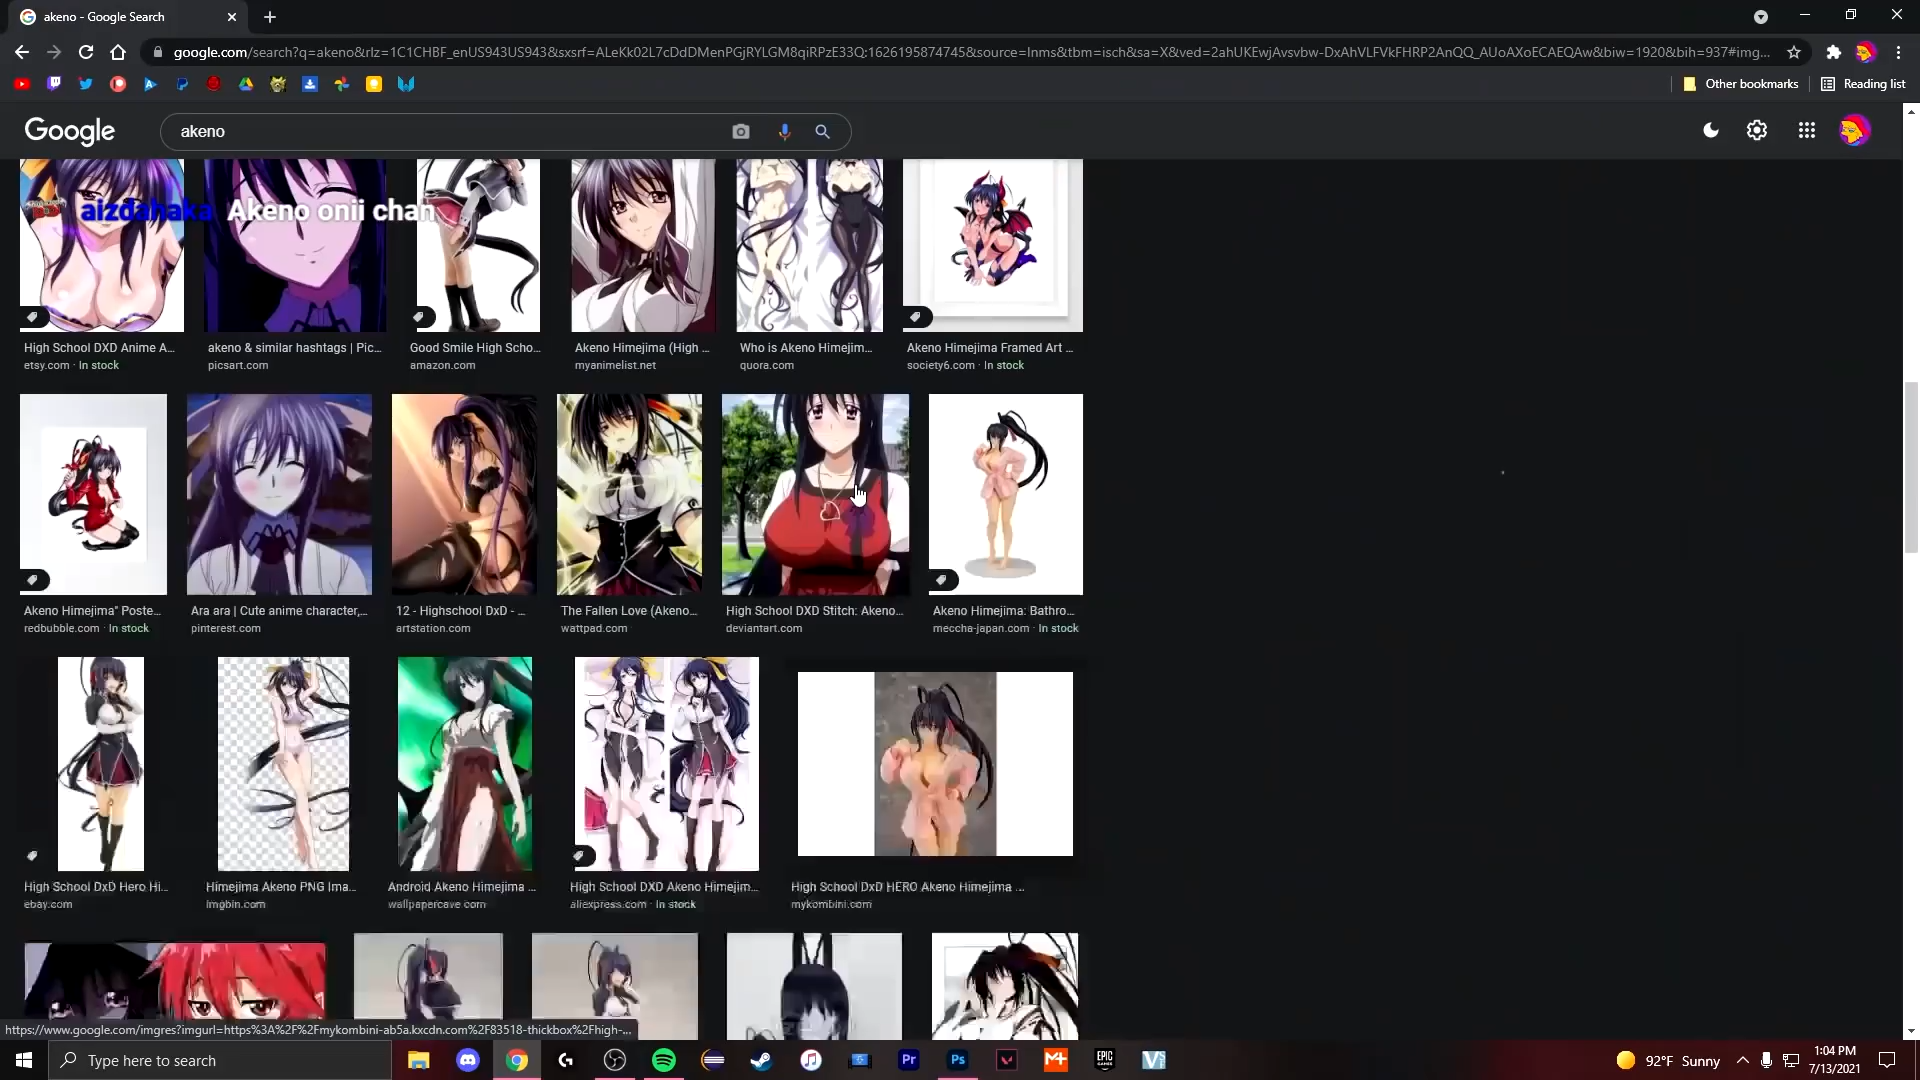 akeno - Google Search
google.com/search?q=akeno&rlz=1C1CHBF_enUS943US943&sxsrf=ALeKk02L7cDdDMenPGjRYLGM8qiRPzE33Q:1626195874745&source=lnms&tbm=isch&sa=X&ved=2ahUKEwjAvsvbw-DxAhVLFVkFHRP2AnQQ_AUoAXoECAEQAw&biw=1920&bih=937#img...
Other bookmarks
Reading list
Google
akeno
aizdahaka Akeno onii chan
High School DXD Anime A...
akeno & similar hashtags | Pic...
Good Smile High Scho...
Akeno Himejima (High ...
Who is Akeno Himejim...
Akeno Himejima Framed Art ...
etsy.com · In stock
picsart.com
amazon.com
myanimelist.net
quora.com
society6.com · In stock
Akeno Himejima" Poste...
Ara ara | Cute anime character,...
12 - Highschool DxD - ...
The Fallen Love (Akeno...
High School DXD Stitch: Akeno...
Akeno Himejima: Bathro...
redbubble.com · In stock
pinterest.com
artstation.com
wattpad.com
deviantart.com
meccha-japan.com · In stock
High School DxD Hero Hi...
Himejima Akeno PNG Ima...
Android Akeno Himejima ...
High School DXD Akeno Himejim...
High School DxD HERO Akeno Himejima ...
ebay.com
imgbin.com
wallpapercave.com
aliexpress.com · In stock
mykombini.com
https://www.google.com/imgres?imgurl=https%3A%2F%2Fmykombini-ab5a.kxcdn.com%2F83518-thickbox%2Fhigh-...
Type here to search
Pr
Ps
EPIC
GAMES
92°F Sunny
1:04 PM
7/13/2021